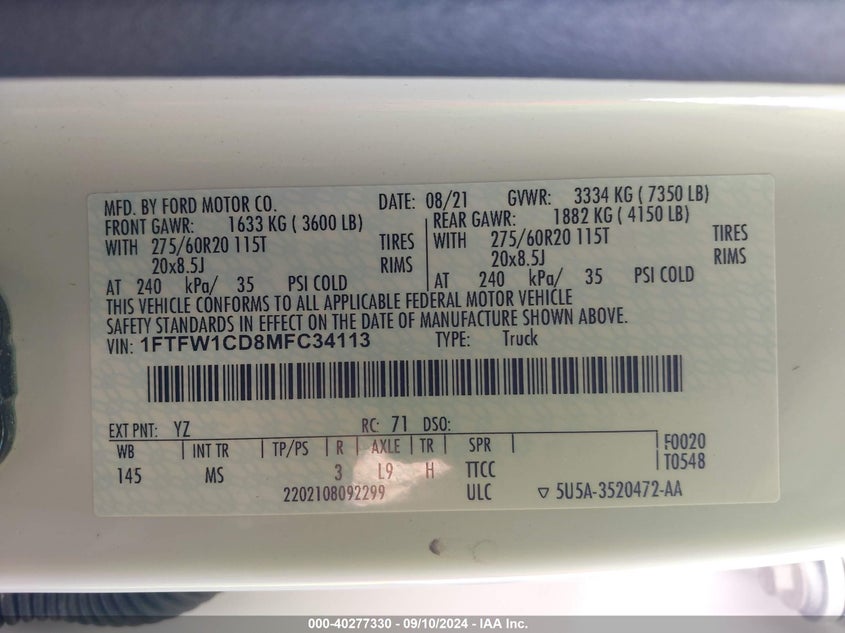 MFD. BY FORD MOTOR CO. DATE: 08/21 GVWR: 3334 KG ( 7350 LB)
FRONT GAWR: 1633 KG ( 3600 LB) REAR GAWR: 1882 KG ( 4150 LB)
WITH 275/60R20 115T TIRES WITH 275/60R20 115T TIRES
20x8.5J RIMS 20x8.5J RIMS
AT 240 kPa/ 35 PSI COLD AT 240 kPa/ 35 PSI COLD
THIS VEHICLE CONFORMS TO ALL APPLICABLE FEDERAL MOTOR VEHICLE
SAFETY STANDARDS IN EFFECT ON THE DATE OF MANUFACTURE SHOWN ABOVE.
VIN: 1FTFW1CD8MFC34113 TYPE: Truck
EXT PNT: YZ RC: 71 DSO:
WB INT TR TP/PS R AXLE TR SPR F0020
145 MS 3 L9 H TTCC T0548
2202108092299 ULC ▽ 5U5A-3520472-AA
000-40277330 - 09/10/2024 - IAA Inc.